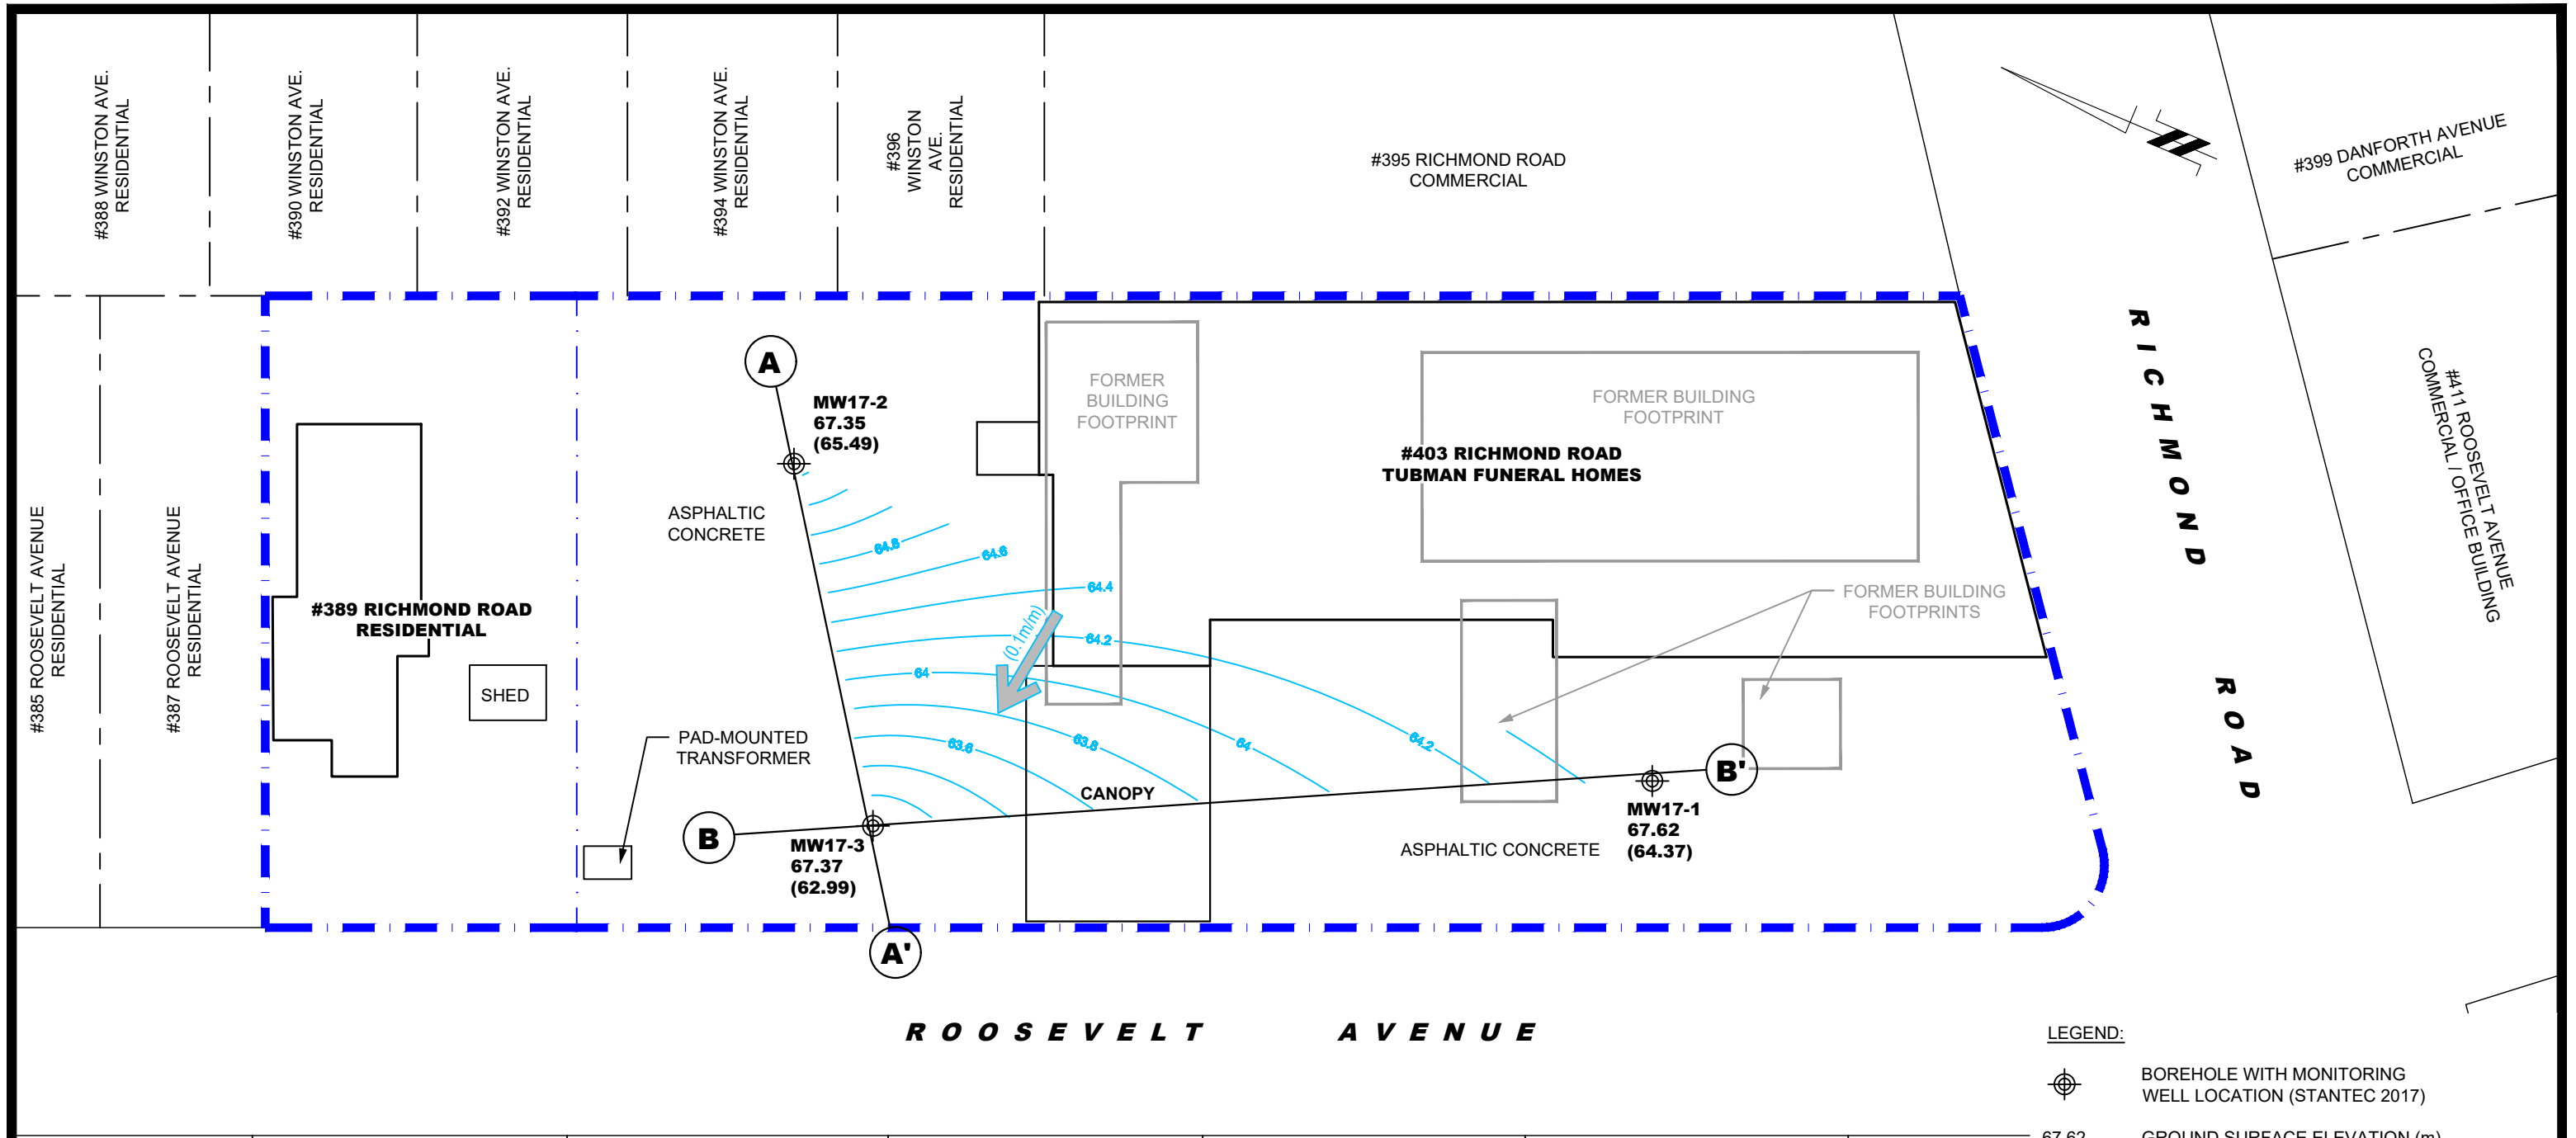 #388 WINSTON AVE.
RESIDENTIAL
#390 WINSTON AVE.
RESIDENTIAL
#392 WINSTON AVE.
RESIDENTIAL
#394 WINSTON AVE.
RESIDENTIAL
#396
WINSTON
AVE.
RESIDENTIAL
#395 RICHMOND ROAD
COMMERCIAL
#399 DANFORTH AVENUE
COMMERCIAL
#411 ROOSEVELT AVENUE
COMMERCIAL / OFFICE BUILDING
RICHMOND ROAD
#385 ROOSEVELT AVENUE
RESIDENTIAL
#387 ROOSEVELT AVENUE
RESIDENTIAL
#389 RICHMOND ROAD
RESIDENTIAL
SHED
PAD-MOUNTED
TRANSFORMER
A
MW17-2
67.35
(65.49)
ASPHALTIC
CONCRETE
FORMER
BUILDING
FOOTPRINT
FORMER BUILDING
FOOTPRINT
#403 RICHMOND ROAD
TUBMAN FUNERAL HOMES
FORMER BUILDING
FOOTPRINTS
64.8
64.6
64.4
(0.1m/m)
64.2
64
63.6
63.8
64
64.2
CANOPY
B
B'
MW17-3
67.37
(62.99)
MW17-1
67.62
(64.37)
ASPHALTIC CONCRETE
A'
ROOSEVELT AVENUE
LEGEND:
BOREHOLE WITH MONITORING
WELL LOCATION (STANTEC 2017)
67.62 GROUND SURFACE ELEVATION (m)